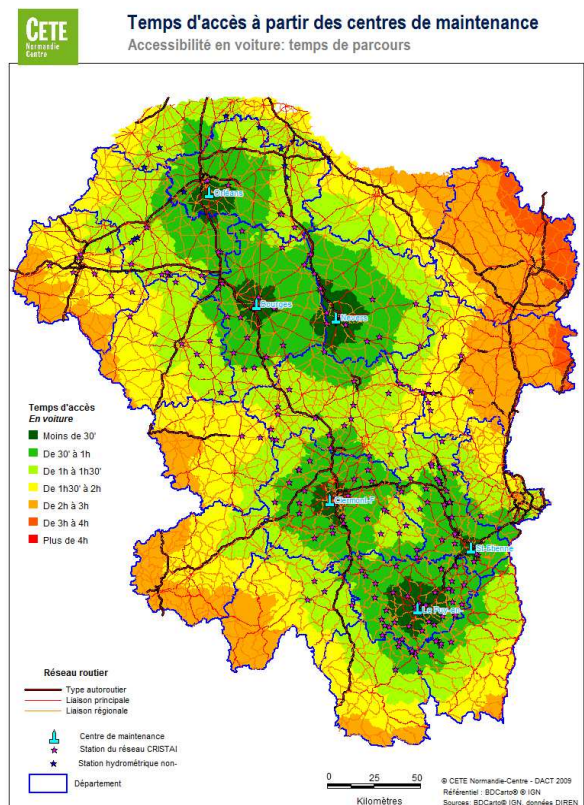 CETE
Normandie
Centre
Temps d'accès à partir des centres de maintenance
Accessibilité en voiture: temps de parcours
Orléans
Bourges
Nevers
Temps d'accès
En voiture
Moins de 30'
De 30' à 1h
De 1h à 1h30'
De 1h30' à 2h
De 2h à 3h
De 3h à 4h
Plus de 4h
Clermont-F
St-Etienne
Le Puy-en-
Réseau routier
Type autoroutier
Liaison principale
Liaison régionale
Centre de maintenance
Station du réseau CRISTAl
Station hydrométrique non-
Département
0 25 50
Kilomètres
© CETE Normandie-Centre - DACT 2009
Référentiel : BDCarto® © IGN
Sources: BDCarto® IGN, données DIREN